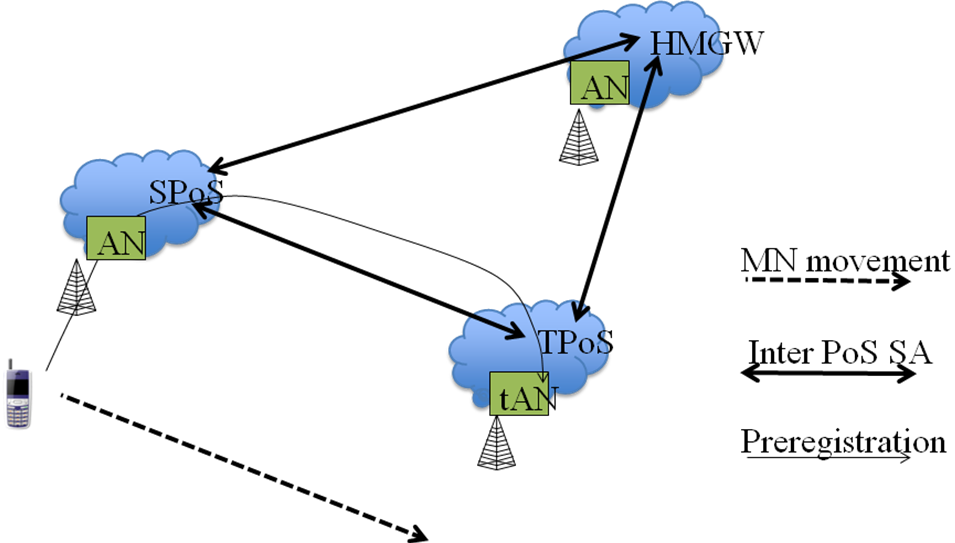 HMGW
AN
SPoS
AN
MN movement
TPoS
Inter PoS SA
tAN
Preregistration